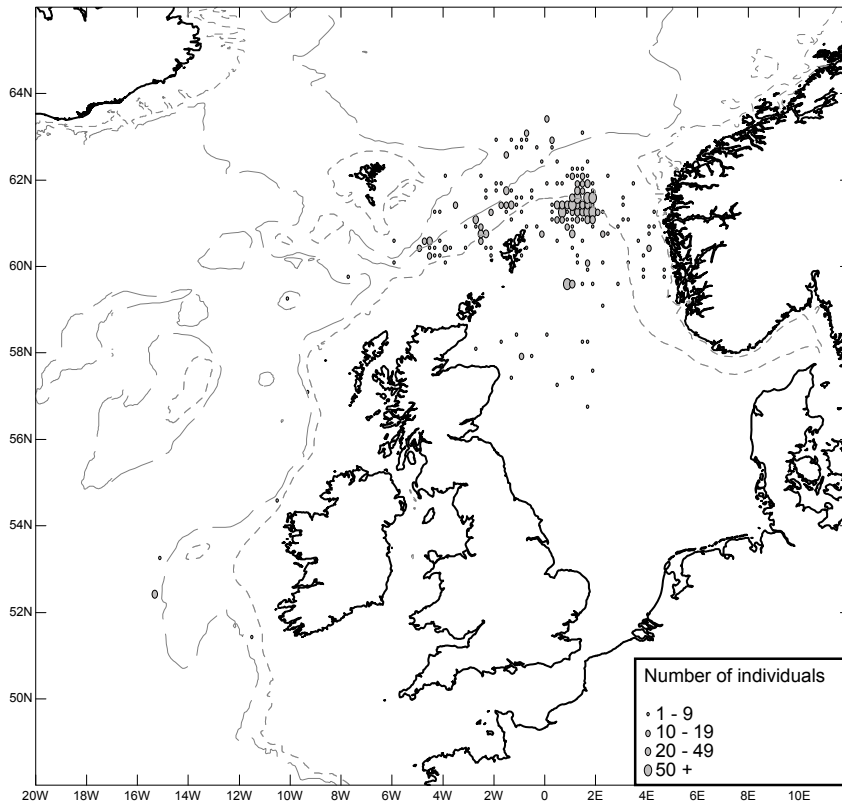 64N
62N
60N
58N
56N
54N
52N
50N
Number of individuals
1 - 9
10 - 19
20 - 49
50 +
20W 18W 16W 14W 12W 10W 8W 6W 4W 2W 0 2E 4E 6E 8E 10E